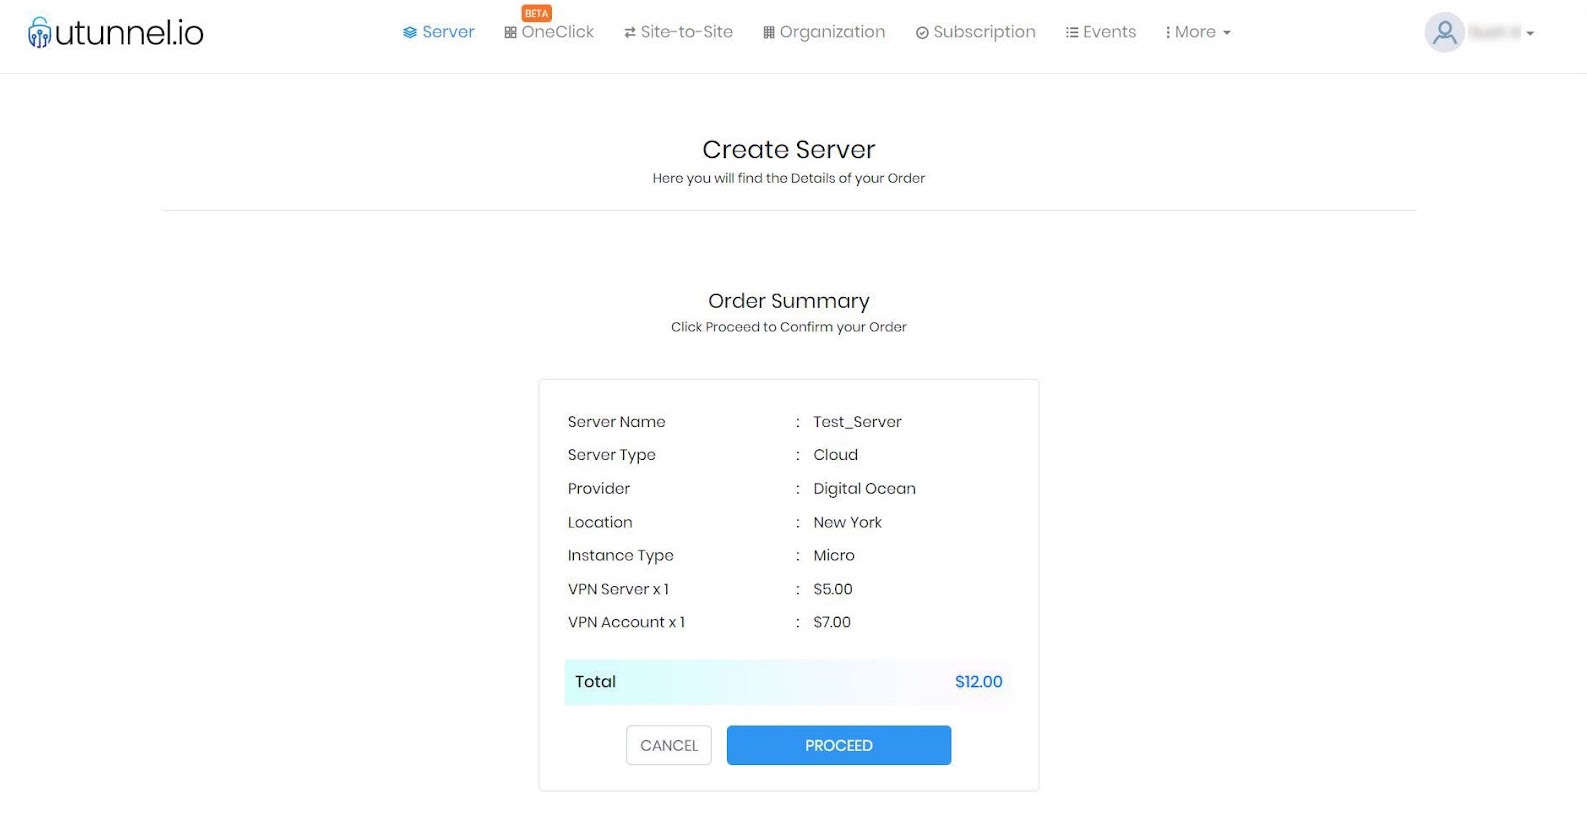 utunnel.io
Server
BETA
OneClick
Site-to-Site
Organization
Subscription
Events
More
Create Server
Here you will find the Details of your Order
Order Summary
Click Proceed to Confirm your Order
Server Name : Test_Server
Server Type : Cloud
Provider : Digital Ocean
Location : New York
Instance Type : Micro
VPN Server x 1 : $5.00
VPN Account x 1 : $7.00
Total $12.00
CANCEL PROCEED